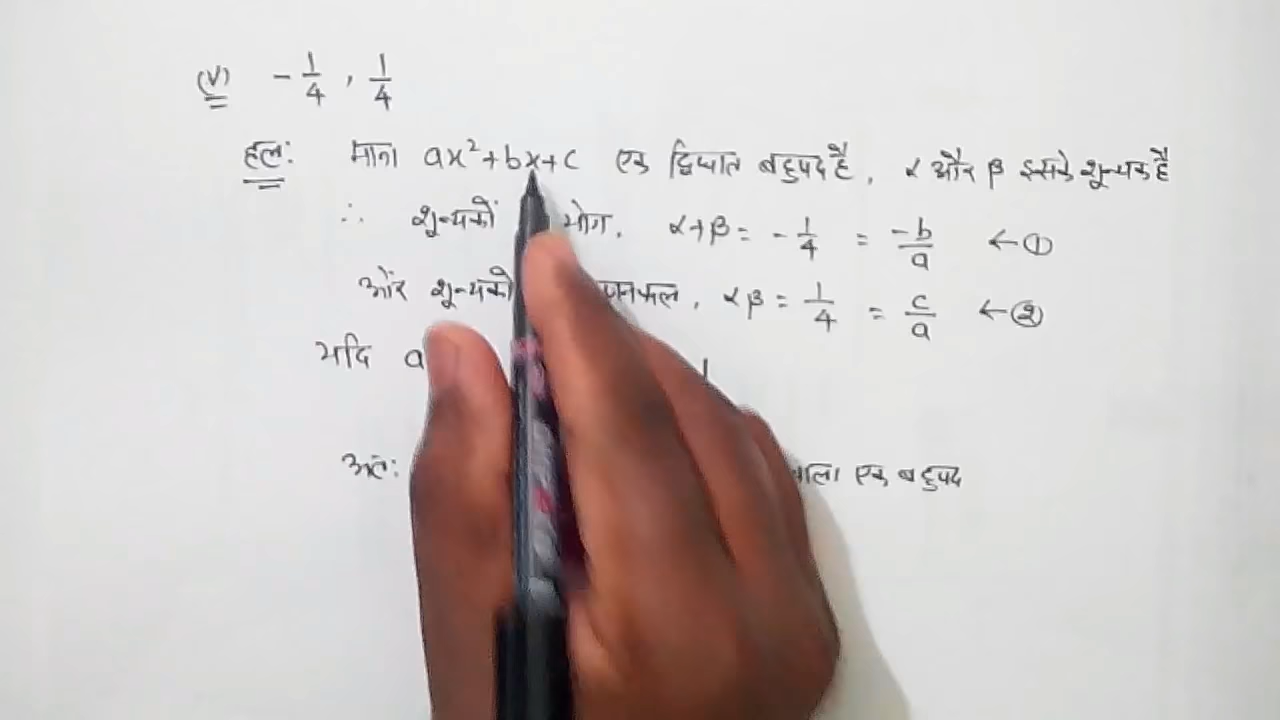 (v) -1/4, 1/4
हल: माना ax²+bx+c एक द्विघात बहुपद है, α और β इसके शून्यक है
∴ शून्यकों योग, α+β = -1/4 = -b/a ←①
और शून्यको, αβ = 1/4 = c/a ←②
यदि a
अतः वाला एक बहुपद